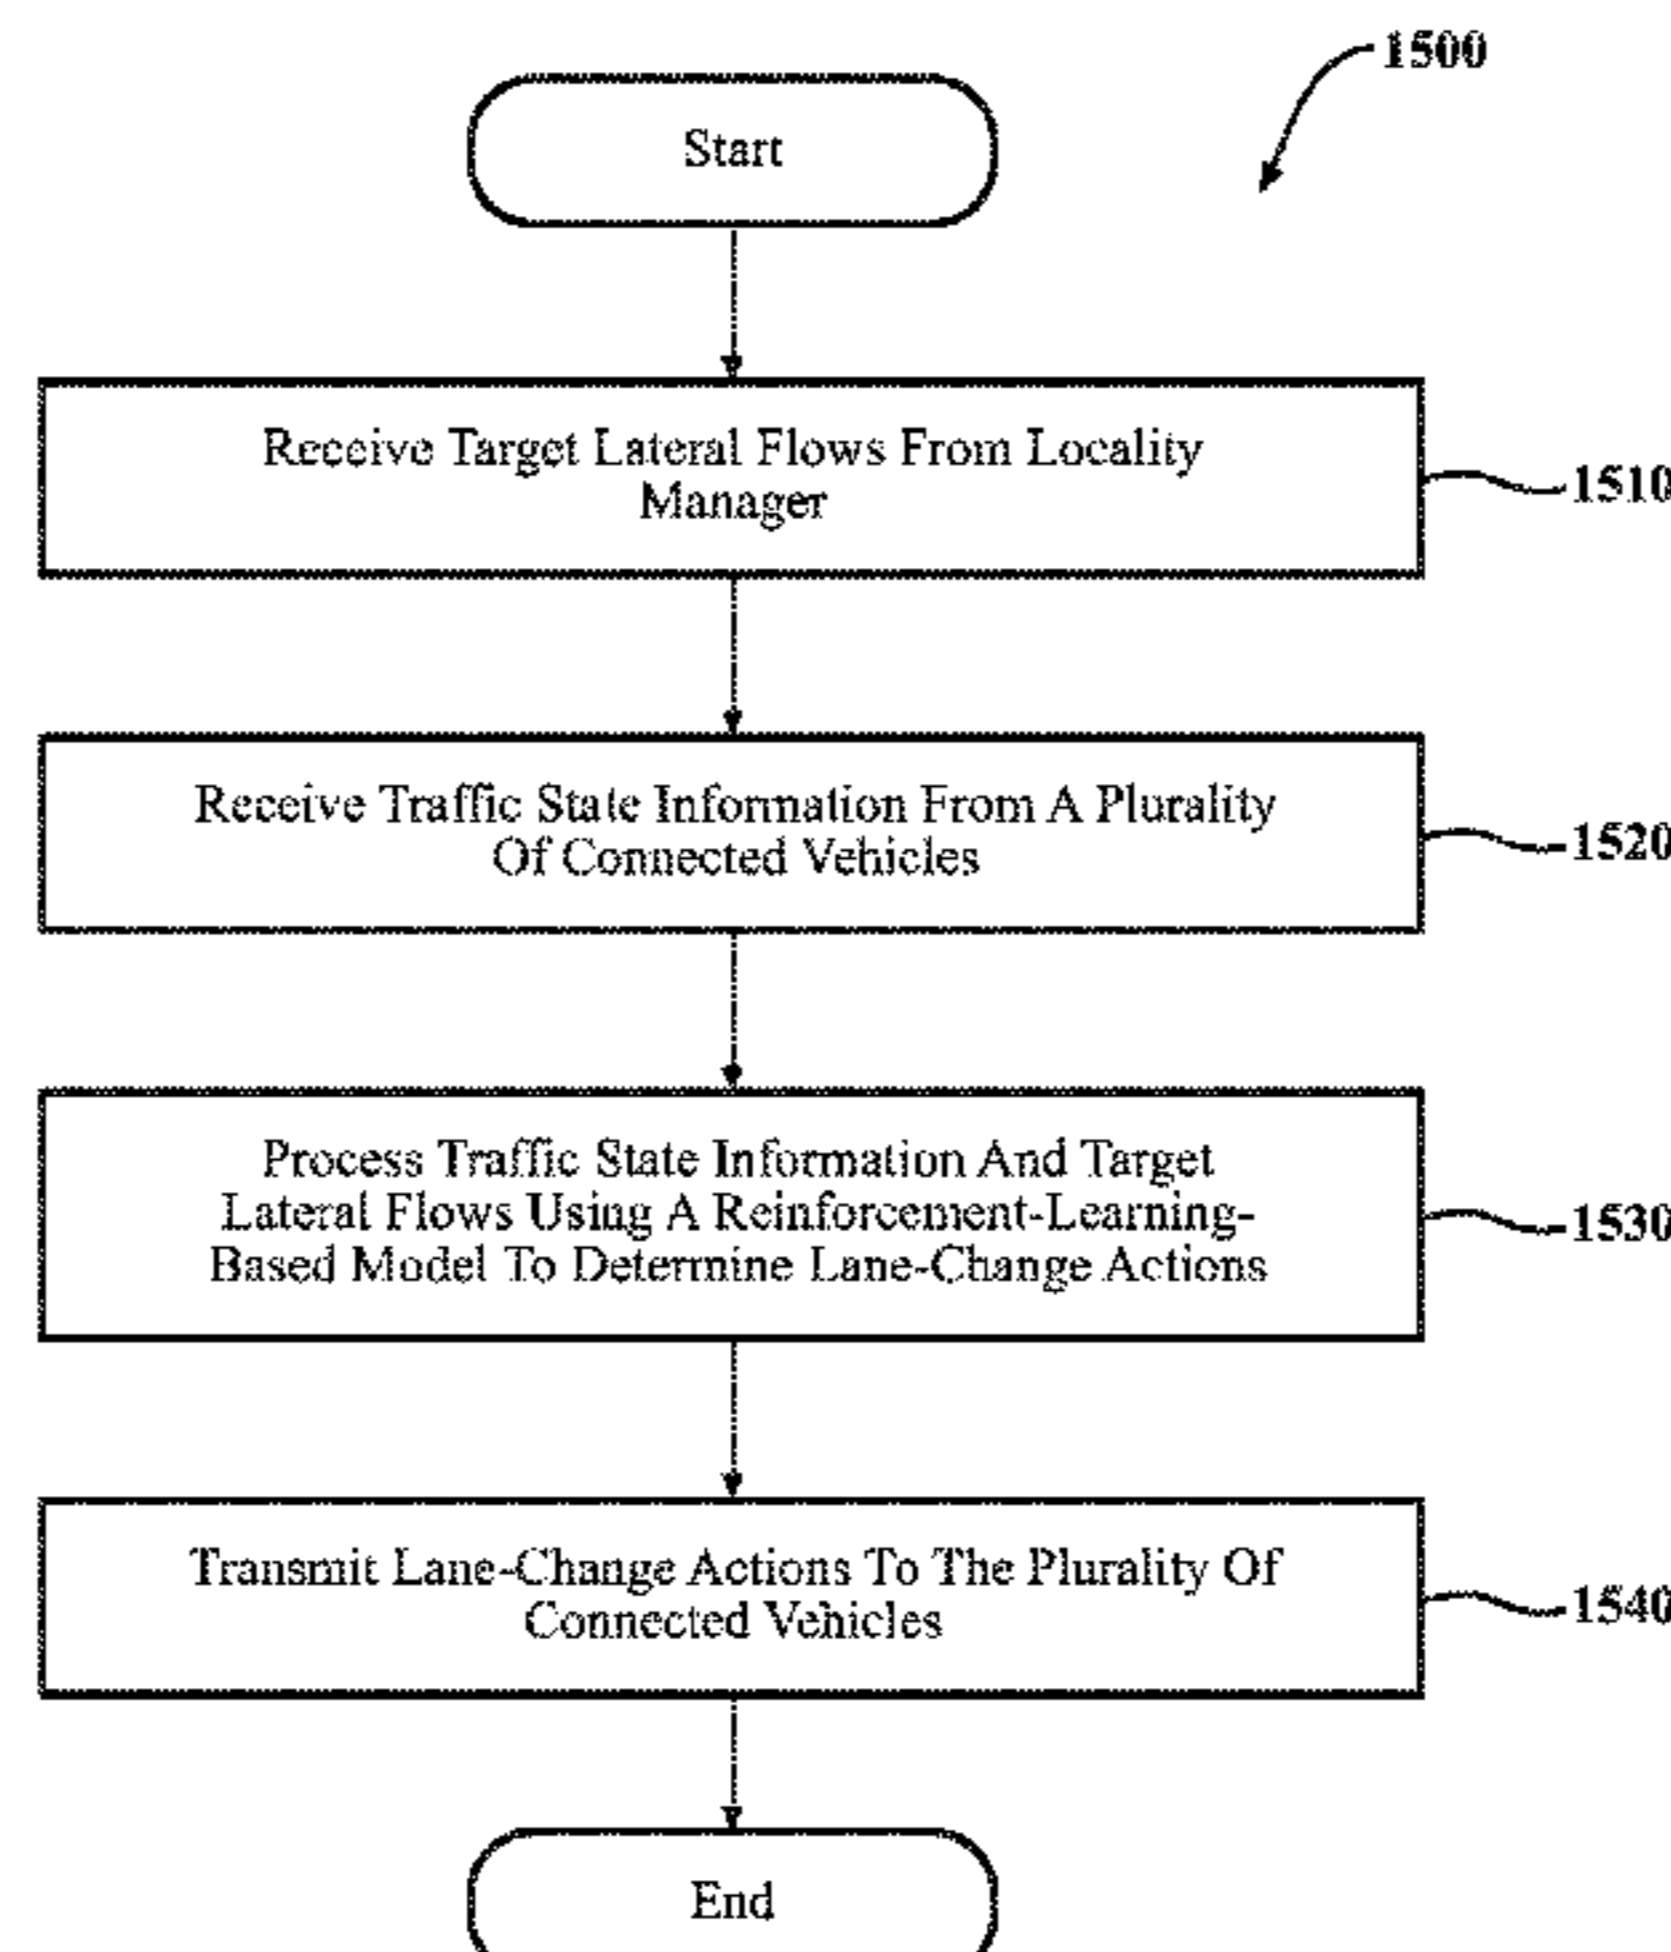 1500
Start
Receive Target Lateral Flows From Locality
Manager
1510
Receive Traffic State Information From A Plurality
Of Connected Vehicles
1520
Process Traffic State Information And Target
Lateral Flows Using A Reinforcement-Learning-
Based Model To Determine Lane-Change Actions
1530
Transmit Lane-Change Actions To The Plurality Of
Connected Vehicles
1540
End